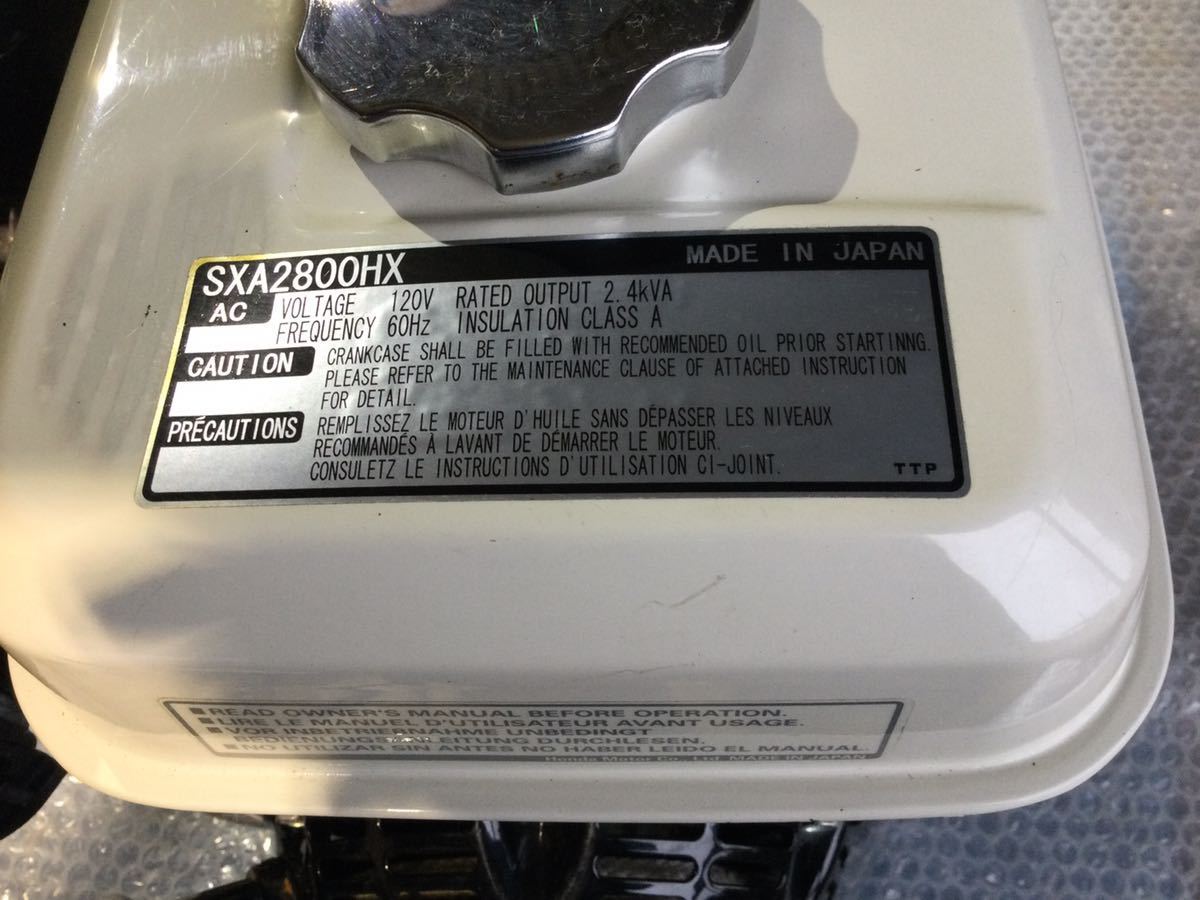 SXA2800HX MADE IN JAPAN
AC VOLTAGE 120V RATED OUTPUT 2.4kVA
FREQUENCY 60Hz INSULATION CLASS A
CAUTION CRANKCASE SHALL BE FILLED WITH RECOMMENDED OIL PRIOR STARTINNG.
PLEASE REFER TO THE MAINTENANCE CLAUSE OF ATTACHED INSTRUCTION
FOR DETAIL.
PRÉCAUTIONS REMPLISSEZ LE MOTEUR D'HUILE SANS DÉPASSER LES NIVEAUX
RECOMMANDÉS À LAVANT DE DÉMARRER LE MOTEUR.
CONSULETZ LE INSTRUCTIONS D'UTILISATION CI-JOINT. TTP
■READ OWNER'S MANUAL BEFORE OPERATION.
■LIRE LE MANUEL D'UTILISATEUR AVANT USAGE.
■VOR INBETRIEBNAHME UNBEDINGT
BEDIENUNGSANLEITUNG DURCHLESEN.
■NO UTILIZAR SIN ANTES NO HABER LEIDO EL MANUAL.
Honda Motor Co., Ltd. MADE IN JAPAN